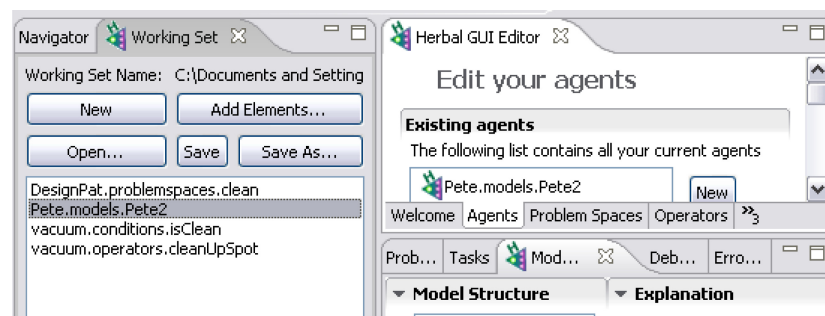 Navigator Working Set
Working Set Name: C:\Documents and Setting
New Add Elements...
Open... Save Save As...
DesignPat.problemspaces.clean
Pete.models.Pete2
vacuum.conditions.isClean
vacuum.operators.cleanUpSpot
Herbal GUI Editor
Edit your agents
Existing agents
The following list contains all your current agents
Pete.models.Pete2 New
Welcome Agents Problem Spaces Operators »3
Prob... Tasks Mod... Deb... Erro...
Model Structure Explanation